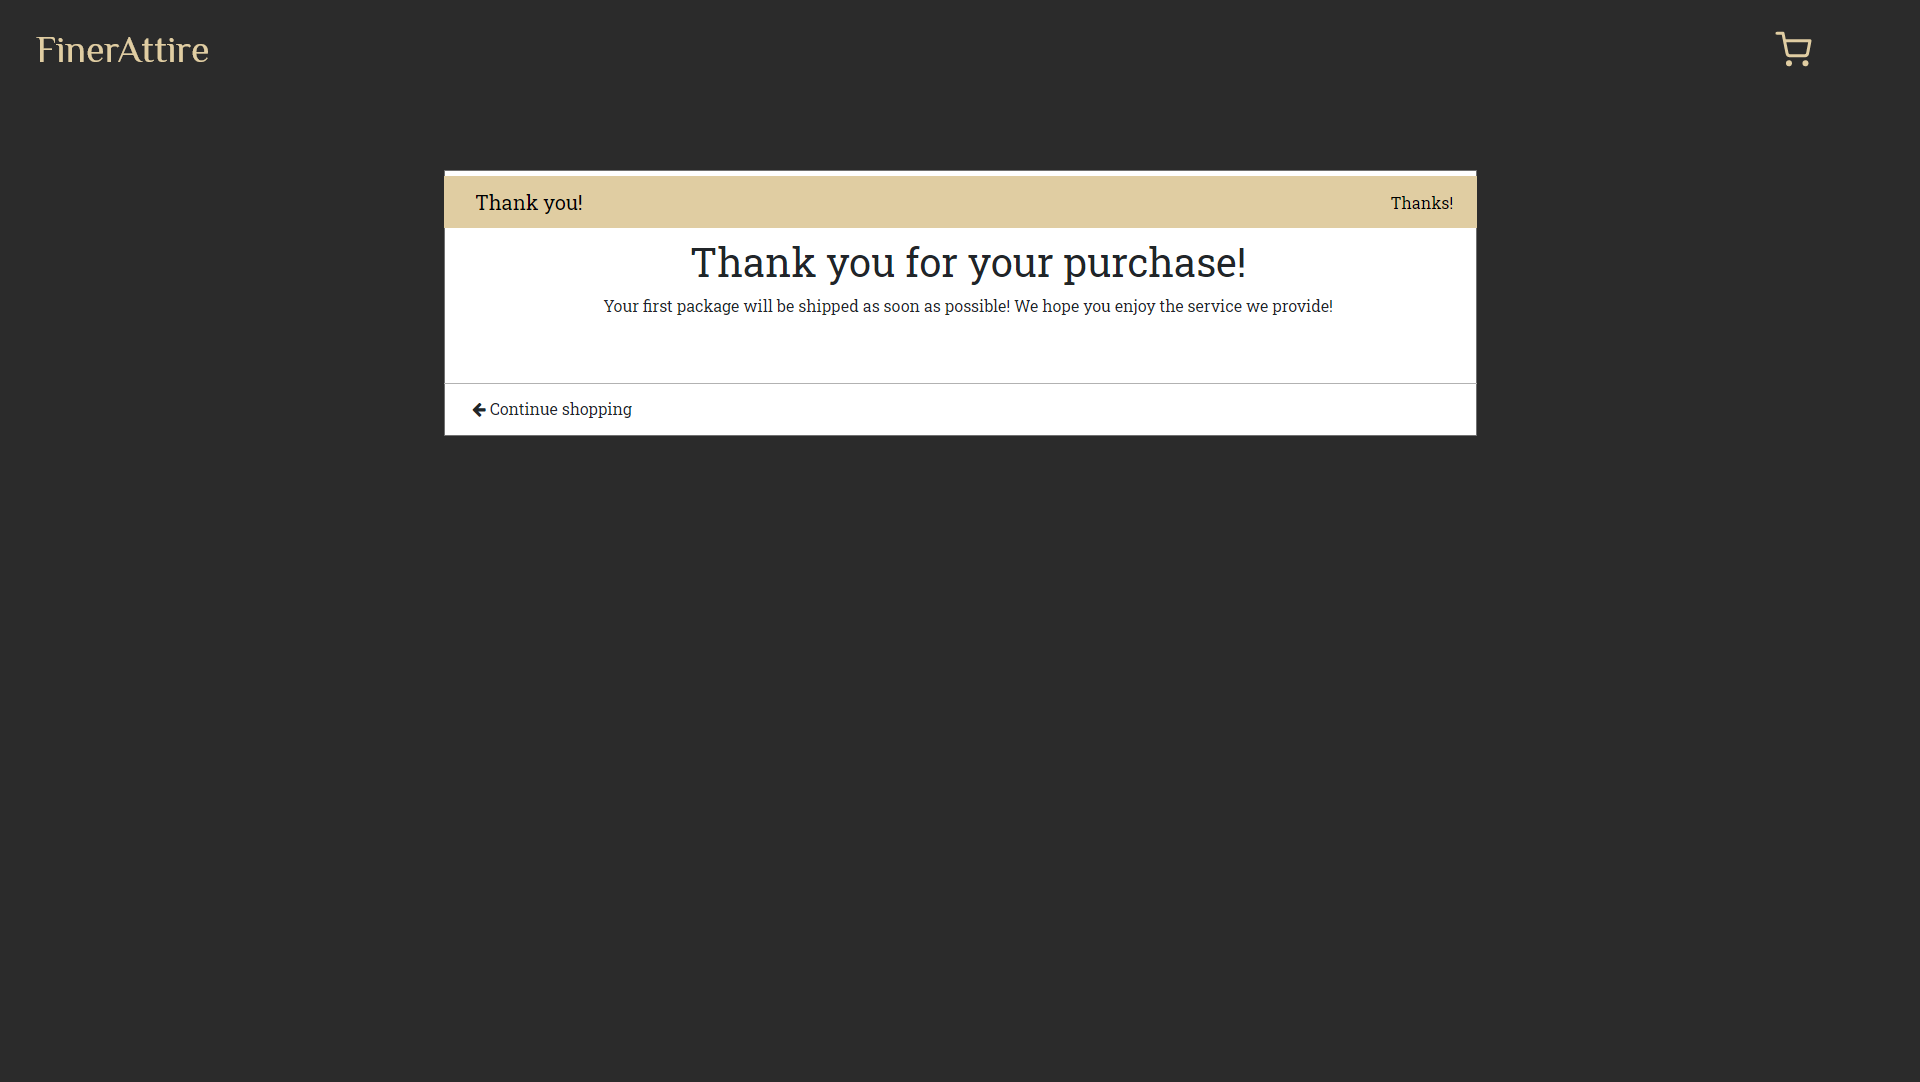 FinerAttire
Thank you!
Thanks!
Thank you for your purchase!
Your first package will be shipped as soon as possible! We hope you enjoy the service we provide!
Continue shopping